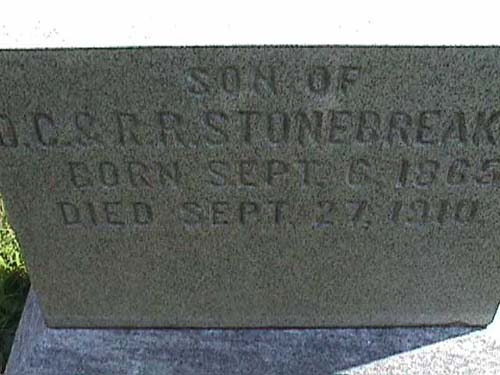 SON OF
D.C. & R.R. STONEBREAK
BORN SEPT. 6, 1865
DIED SEPT. 27, 1910.